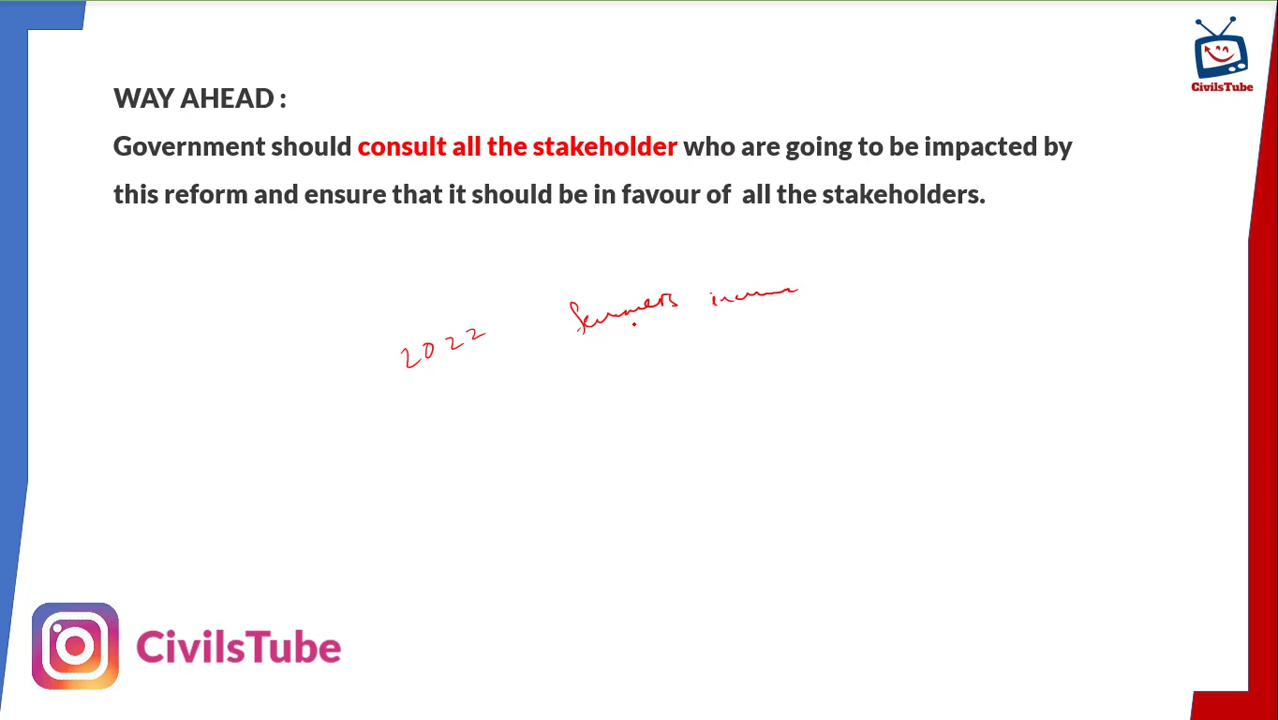 CivilsTube
WAY AHEAD :
Government should consult all the stakeholder who are going to be impacted by
this reform and ensure that it should be in favour of all the stakeholders.
farmers income
2022
CivilsTube